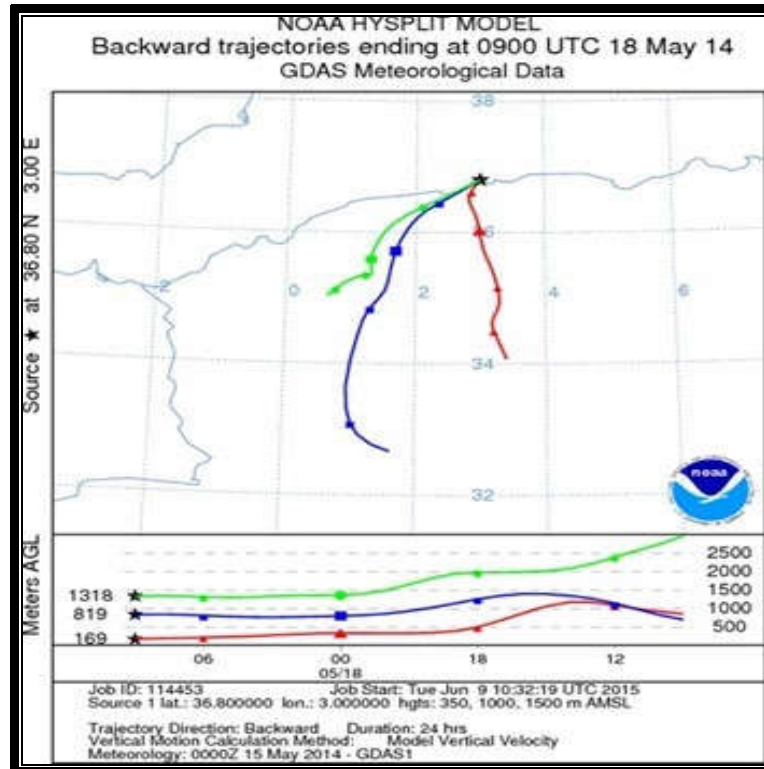 NOAA HYSPLIT MODEL
Backward trajectories ending at 0900 UTC 18 May 14
GDAS Meteorological Data
Source ★ at 36.80 N 3.00 E
38
36
-2
0
2
4
6
34
32
noaa
Meters AGL
2500
2000
1500
1000
500
1318
819
169
06
00
18
12
05/18
Job ID: 114453 Job Start: Tue Jun 9 10:32:19 UTC 2015
Source 1 lat.: 36.800000 lon.: 3.000000 hgts: 350, 1000, 1500 m AMSL
Trajectory Direction: Backward Duration: 24 hrs
Vertical Motion Calculation Method: Model Vertical Velocity
Meteorology: 0000Z 15 May 2014 - GDAS1